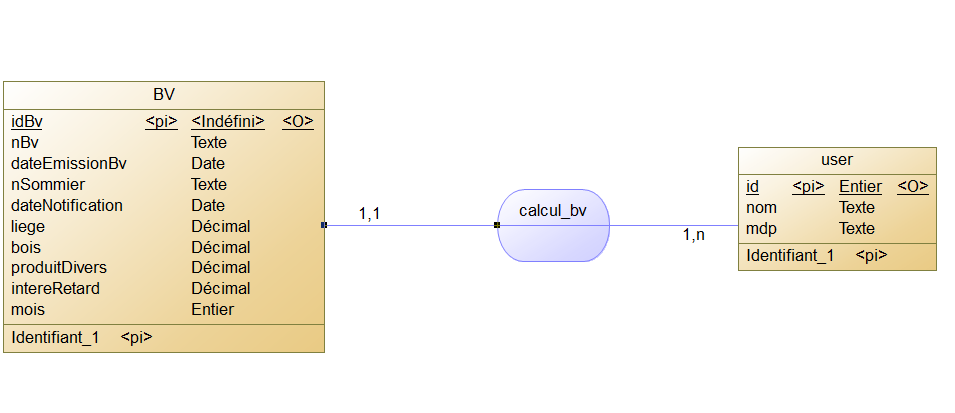 BV
idBv <pi> <Indéfini> <O>
nBv Texte
dateEmissionBv Date
nSommier Texte
dateNotification Date
liege Décimal
bois Décimal
produitDivers Décimal
intereRetard Décimal
mois Entier
Identifiant_1 <pi>
1,1
calcul_bv
1,n
user
id <pi> Entier <O>
nom Texte
mdp Texte
Identifiant_1 <pi>